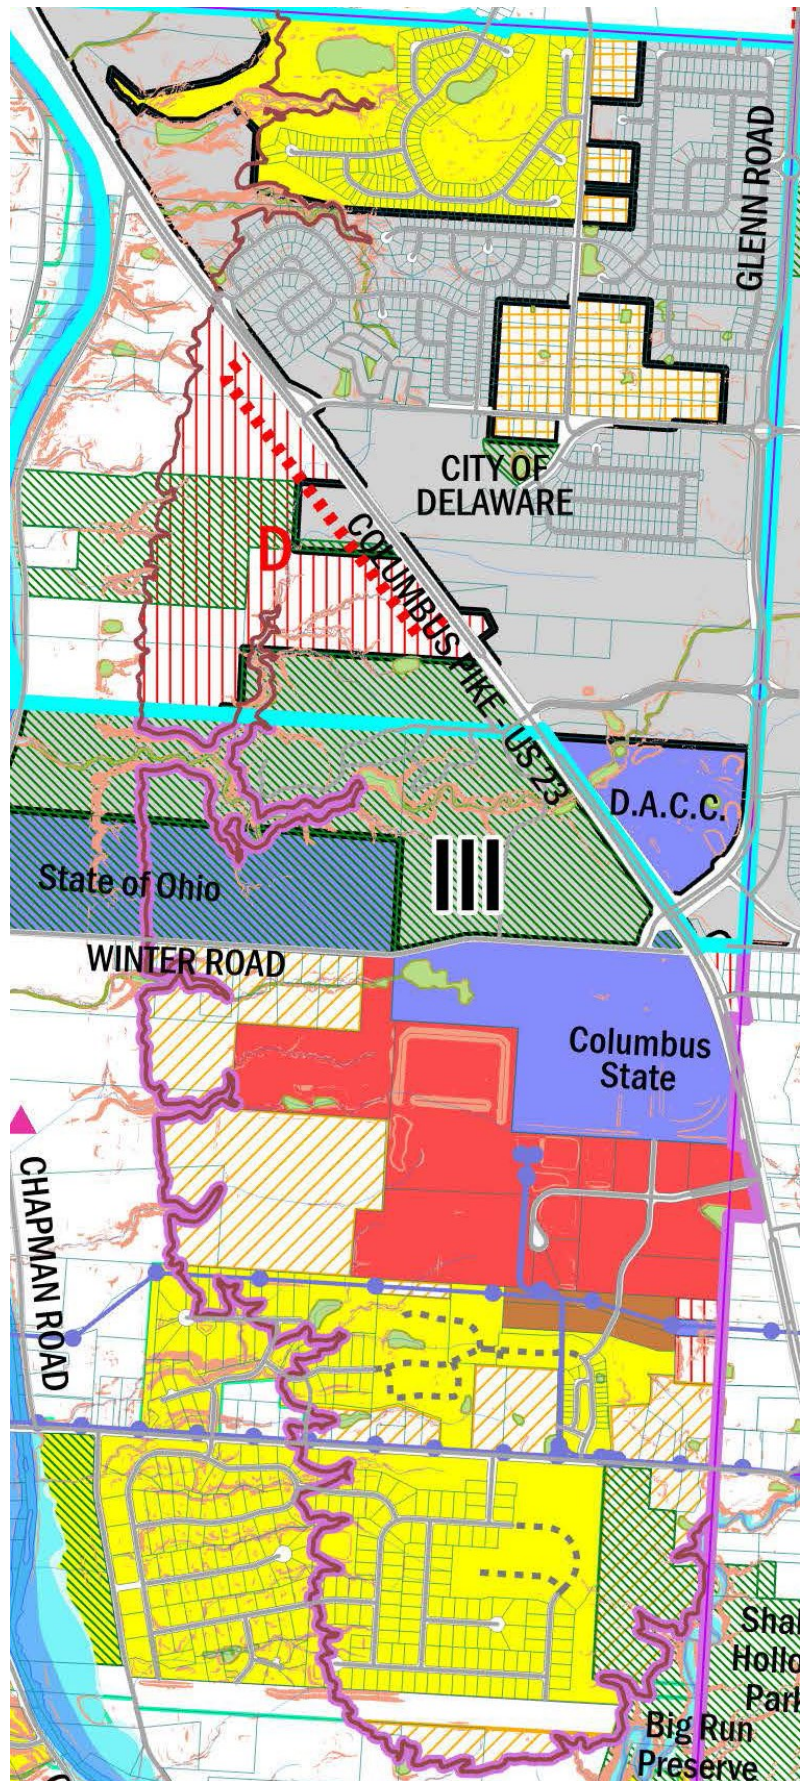 GLENN ROAD
CITY OF
DELAWARE
D
COLUMBUS PIKE - US 23
D.A.C.C.
III
State of Ohio
WINTER ROAD
Columbus
State
CHAPMAN ROAD
Big Run
Preserve